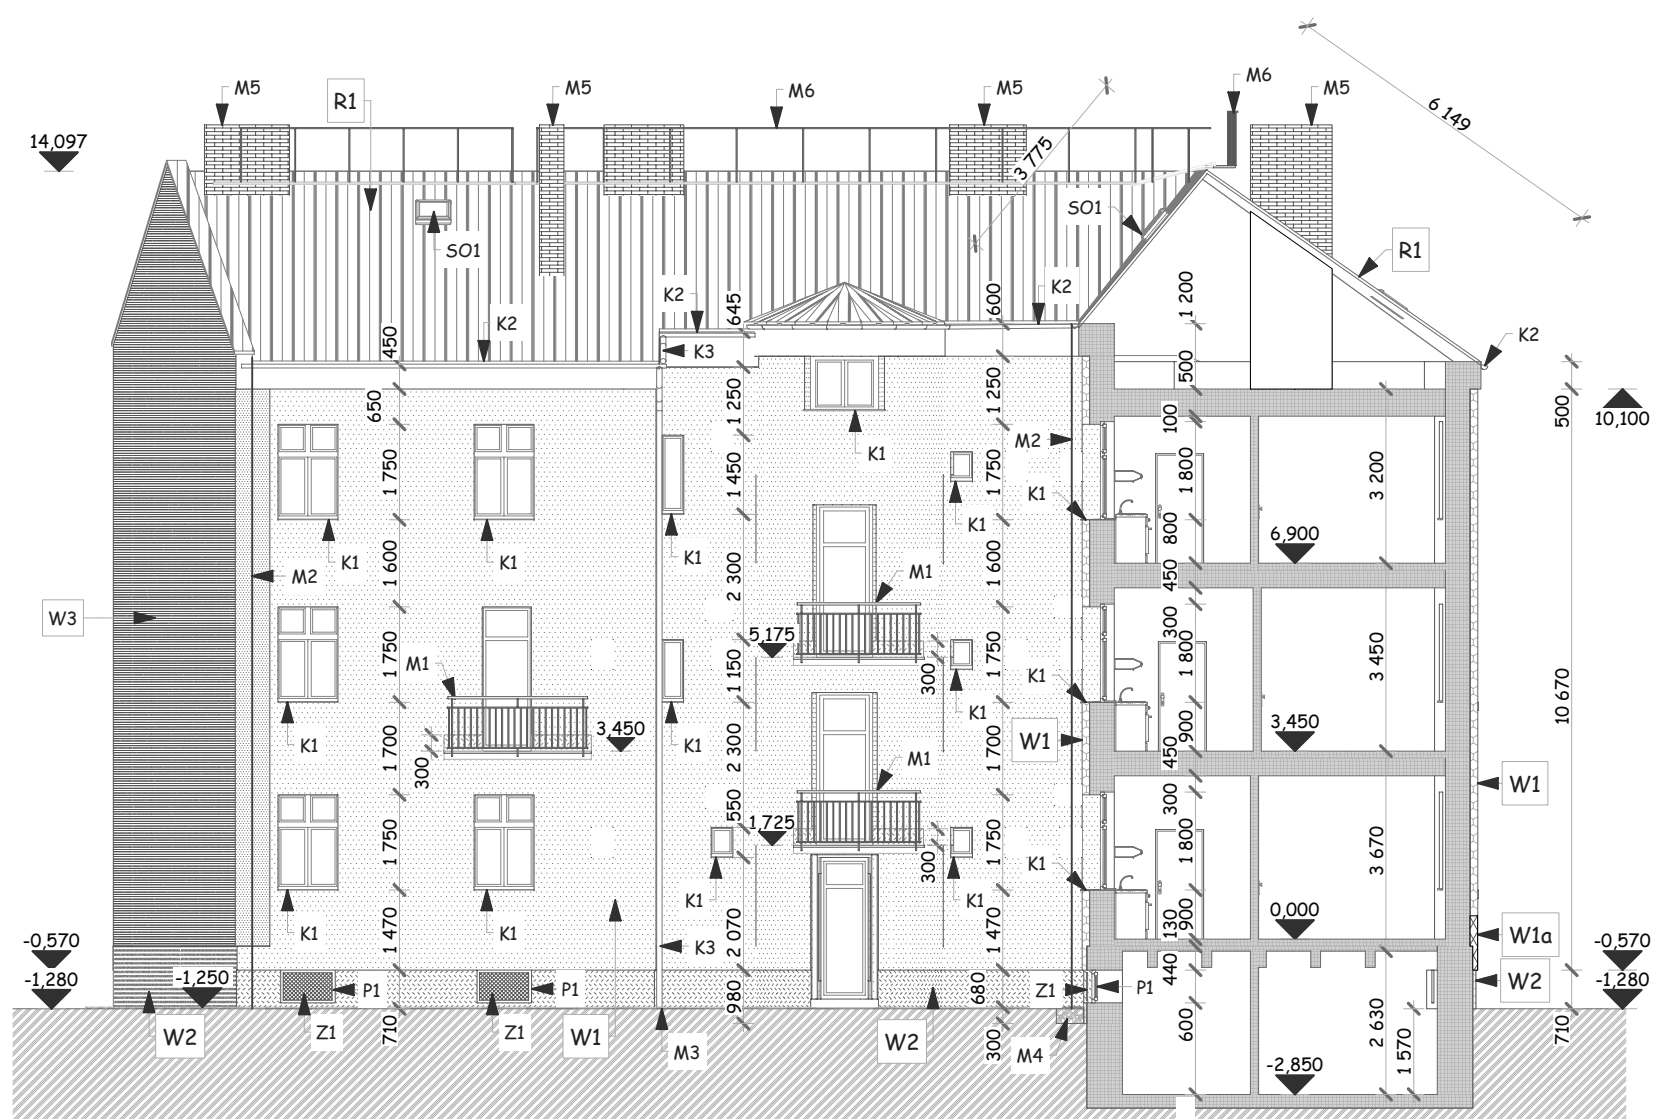 6 149
M6
M5
M5
M6
M5
M5
R1
14,097
3 775
SO1
SO1
R1
K2
645
600
K2
1 200
K2
450
K3
K2
500
650
1 250
1 250
500
10,100
100
M2
K1
1 750
1 450
1 750
1 800
3 200
K1
K1
K1
K1
K1
800
6,900
1 600
M2
2 300
M1
1 600
450
W3
5,175
300
1 750
M1
1 150
300
1 750
1 800
3 450
K1
K1
K1
K1
10 670
3,450
W1
900
3,450
1 700
300
2 300
M1
1 700
450
W1
300
550
1,725
1 750
300
1 750
1 800
3 670
K1
K1
K1
K1
K1
900
0,000
130
W1a
1 470
K3
2 070
1 470
-0,570
-0,570
-1,280
-1,250
P1
P1
680
Z1
P1
440
W2
-1,280
980
W2
Z1
710
Z1
W1
M3
W2
300
M4
600
2 630
1 570
710
-2,850